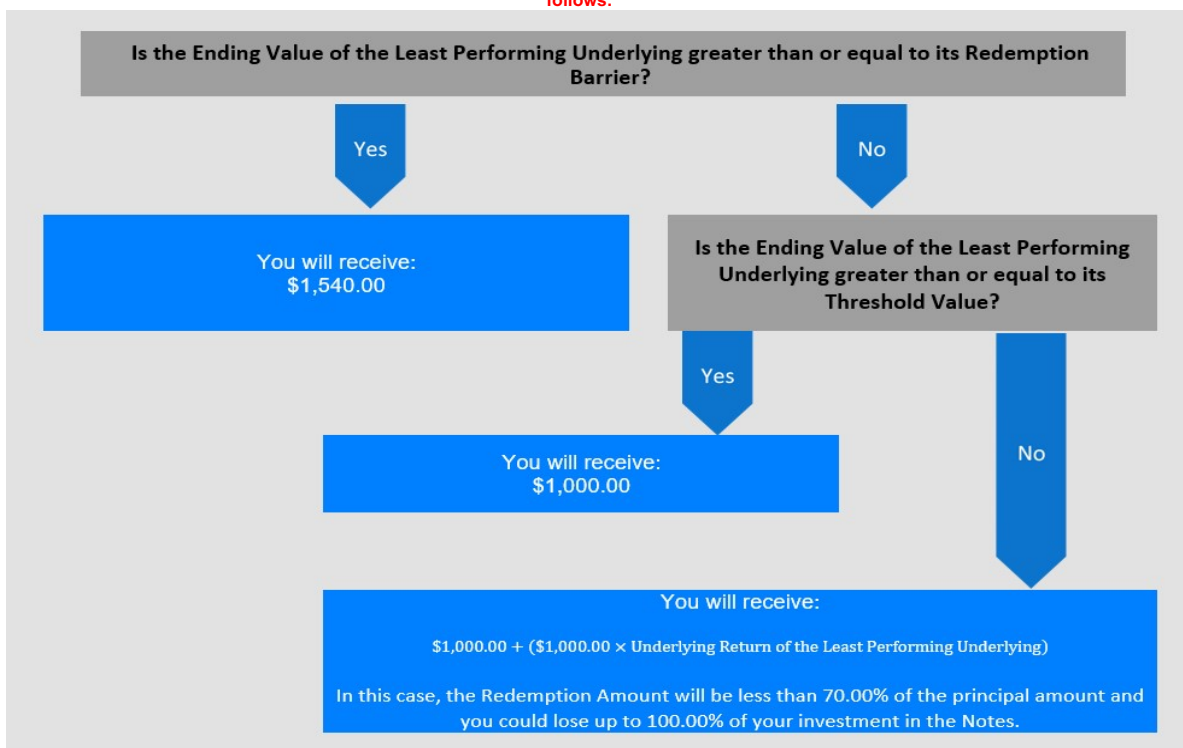 follows:
Is the Ending Value of the Least Performing Underlying greater than or equal to its Redemption
Barrier?
Yes
No
You will receive:
$1,540.00
Is the Ending Value of the Least Performing
Underlying greater than or equal to its
Threshold Value?
Yes
No
You will receive:
$1,000.00
You will receive:
$1,000.00 + ($1,000.00 × Underlying Return of the Least Performing Underlying)
In this case, the Redemption Amount will be less than 70.00% of the principal amount and
you could lose up to 100.00% of your investment in the Notes.